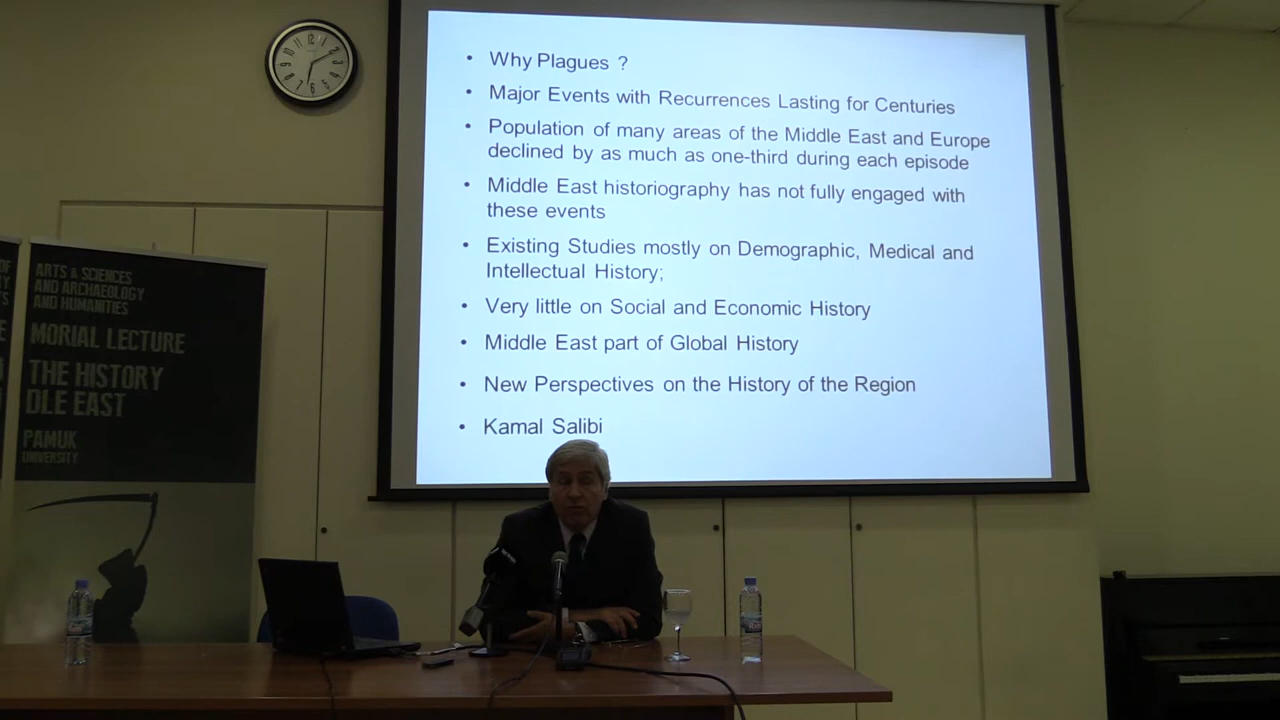 • Why Plagues ?
• Major Events with Recurrences Lasting for Centuries
• Population of many areas of the Middle East and Europe
declined by as much as one-third during each episode
• Middle East historiography has not fully engaged with
these events
• Existing Studies mostly on Demographic, Medical and
Intellectual History;
• Very little on Social and Economic History
• Middle East part of Global History
• New Perspectives on the History of the Region
• Kamal Salibi
ARTS & SCIENCES
AND ARCHAEOLOGY
AND HUMANITIES
MORIAL LECTURE
THE HISTORY
DLE EAST
PAMUK
UNIVERSITY